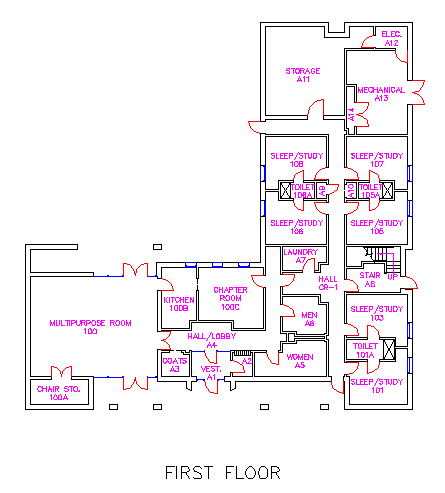 ELEC.
A12
STORAGE
A11
MECHANICAL
A13
A14
SLEEP/STUDY
108
SLEEP/STUDY
107
TOILET
106A
A9
A10
TOILET
105A
SLEEP/STUDY
106
SLEEP/STUDY
105
LAUNDRY
A7
HALL
CR-1
STAIR
A8
UP
KITCHEN
100B
CHAPTER
ROOM
100C
MULTIPURPOSE ROOM
100
MEN
A6
SLEEP/STUDY
103
HALL/LOBBY
A4
TOILET
101A
COATS
A3
VEST.
A1
A2
WOMEN
A5
SLEEP/STUDY
101
CHAIR STO.
100A
FIRST FLOOR